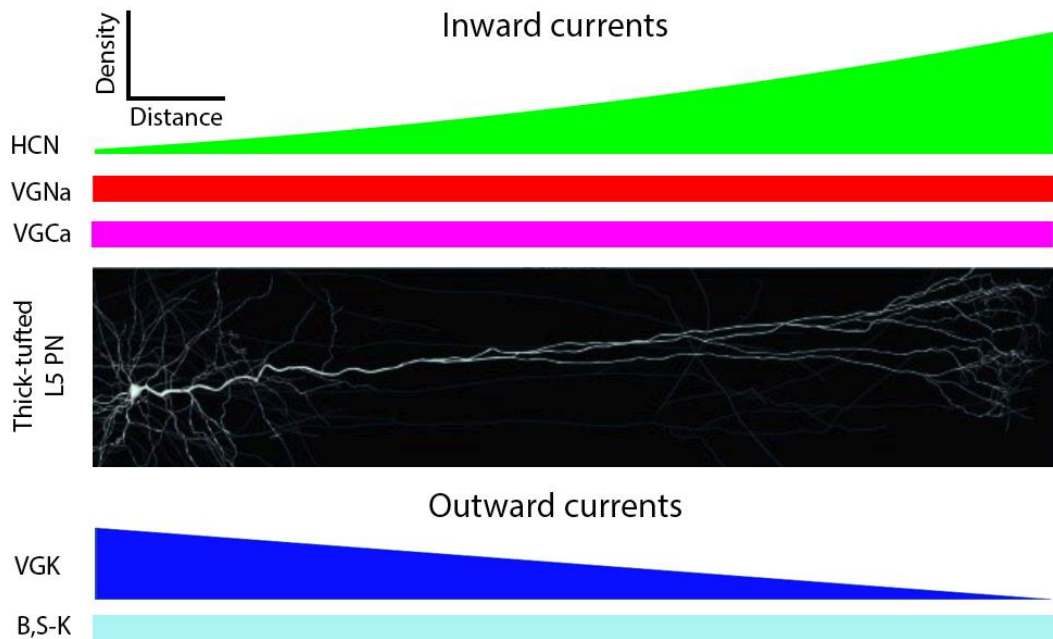 Inward currents
Density
Distance
HCN
VGNa
VGCa
Thick-tufted
L5 PN
Outward currents
VGK
B,S-K